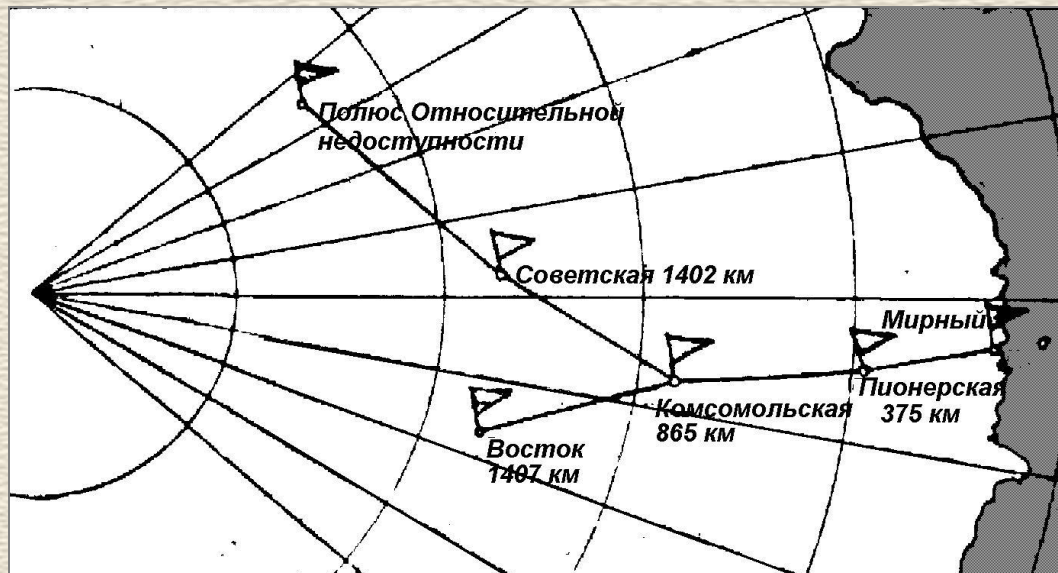 Полюс Относительной
недоступности
Советская 1402 км
Мирный
Пионерская
375 км
Комсомольская
865 км
Восток
1407 км